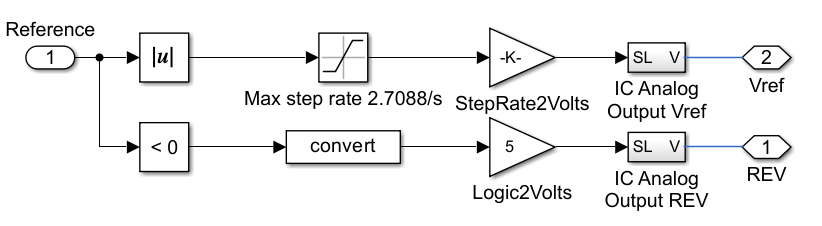 Reference
1
|u|
Max step rate 2.7088/s
-K-
StepRate2Volts
SL V
IC Analog
Output Vref
2
Vref
< 0
convert
5
Logic2Volts
SL V
IC Analog
Output REV
1
REV